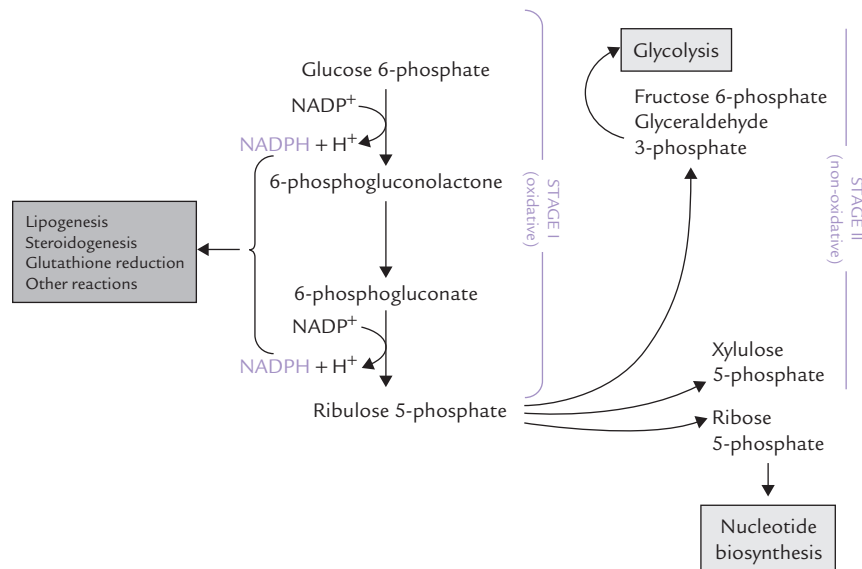 Glucose 6-phosphate
NADP+
NADPH + H+
6-phosphogluconolactone
6-phosphogluconate
NADP+
NADPH + H+
Ribulose 5-phosphate
Lipogenesis
Steroidogenesis
Glutathione reduction
Other reactions
STAGE I
(oxidative)
Glycolysis
Fructose 6-phosphate
Glyceraldehyde
3-phosphate
STAGE II
(non-oxidative)
Xylulose
5-phosphate
Ribose
5-phosphate
Nucleotide
biosynthesis